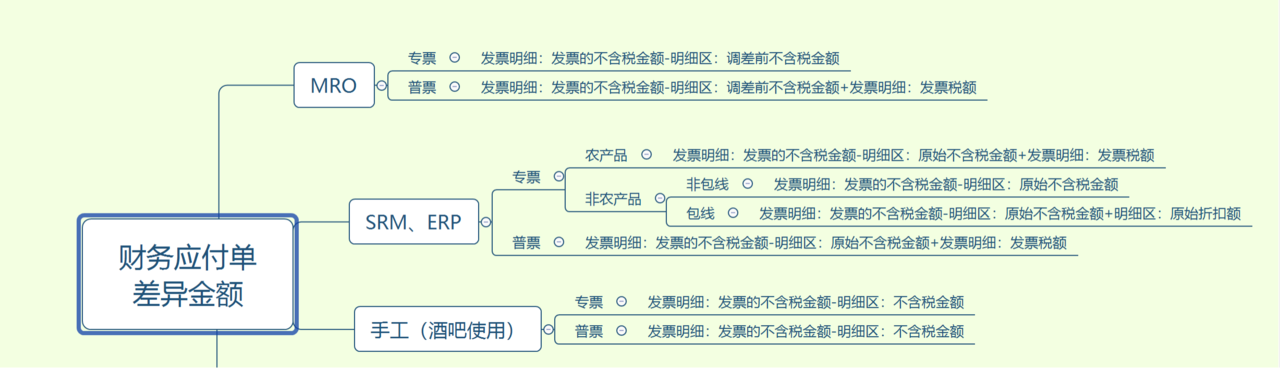 专票 发票明细：发票的不含税金额-明细区：调差前不含税金额
MRO
普票 发票明细：发票的不含税金额-明细区：调差前不含税金额+发票明细：发票税额
农产品 发票明细：发票的不含税金额-明细区：原始不含税金额+发票明细：发票税额
专票
非包线 发票明细：发票的不含税金额-明细区：原始不含税金额
非农产品
包线 发票明细：发票的不含税金额-明细区：原始不含税金额+明细区：原始折扣额
SRM、ERP
普票 发票明细：发票的不含税金额-明细区：原始不含税金额+发票明细：发票税额
财务应付单
差异金额
专票 发票明细：发票的不含税金额-明细区：不含税金额
手工（酒吧使用）
普票 发票明细：发票的不含税金额-明细区：不含税金额